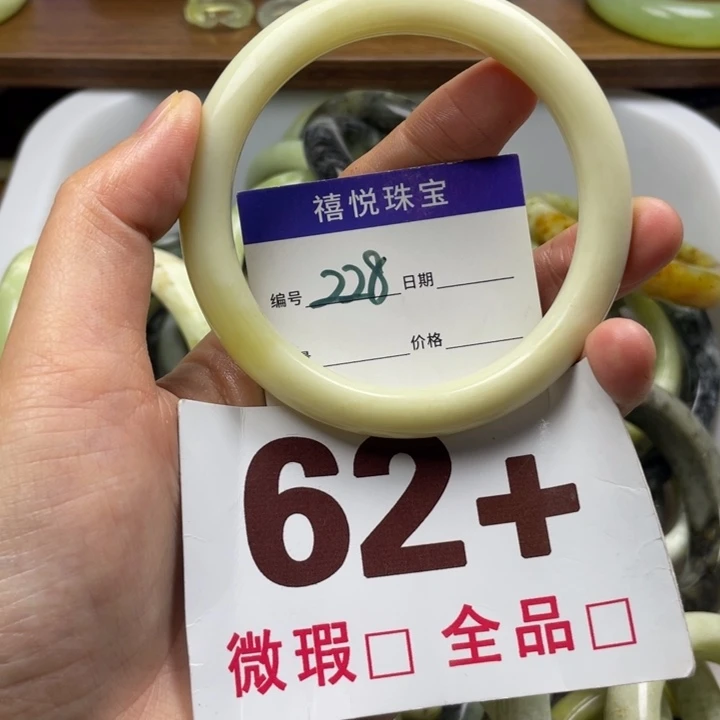 禧悦珠宝
编号 228 日期
价格
62+
微瑕□ 全品□